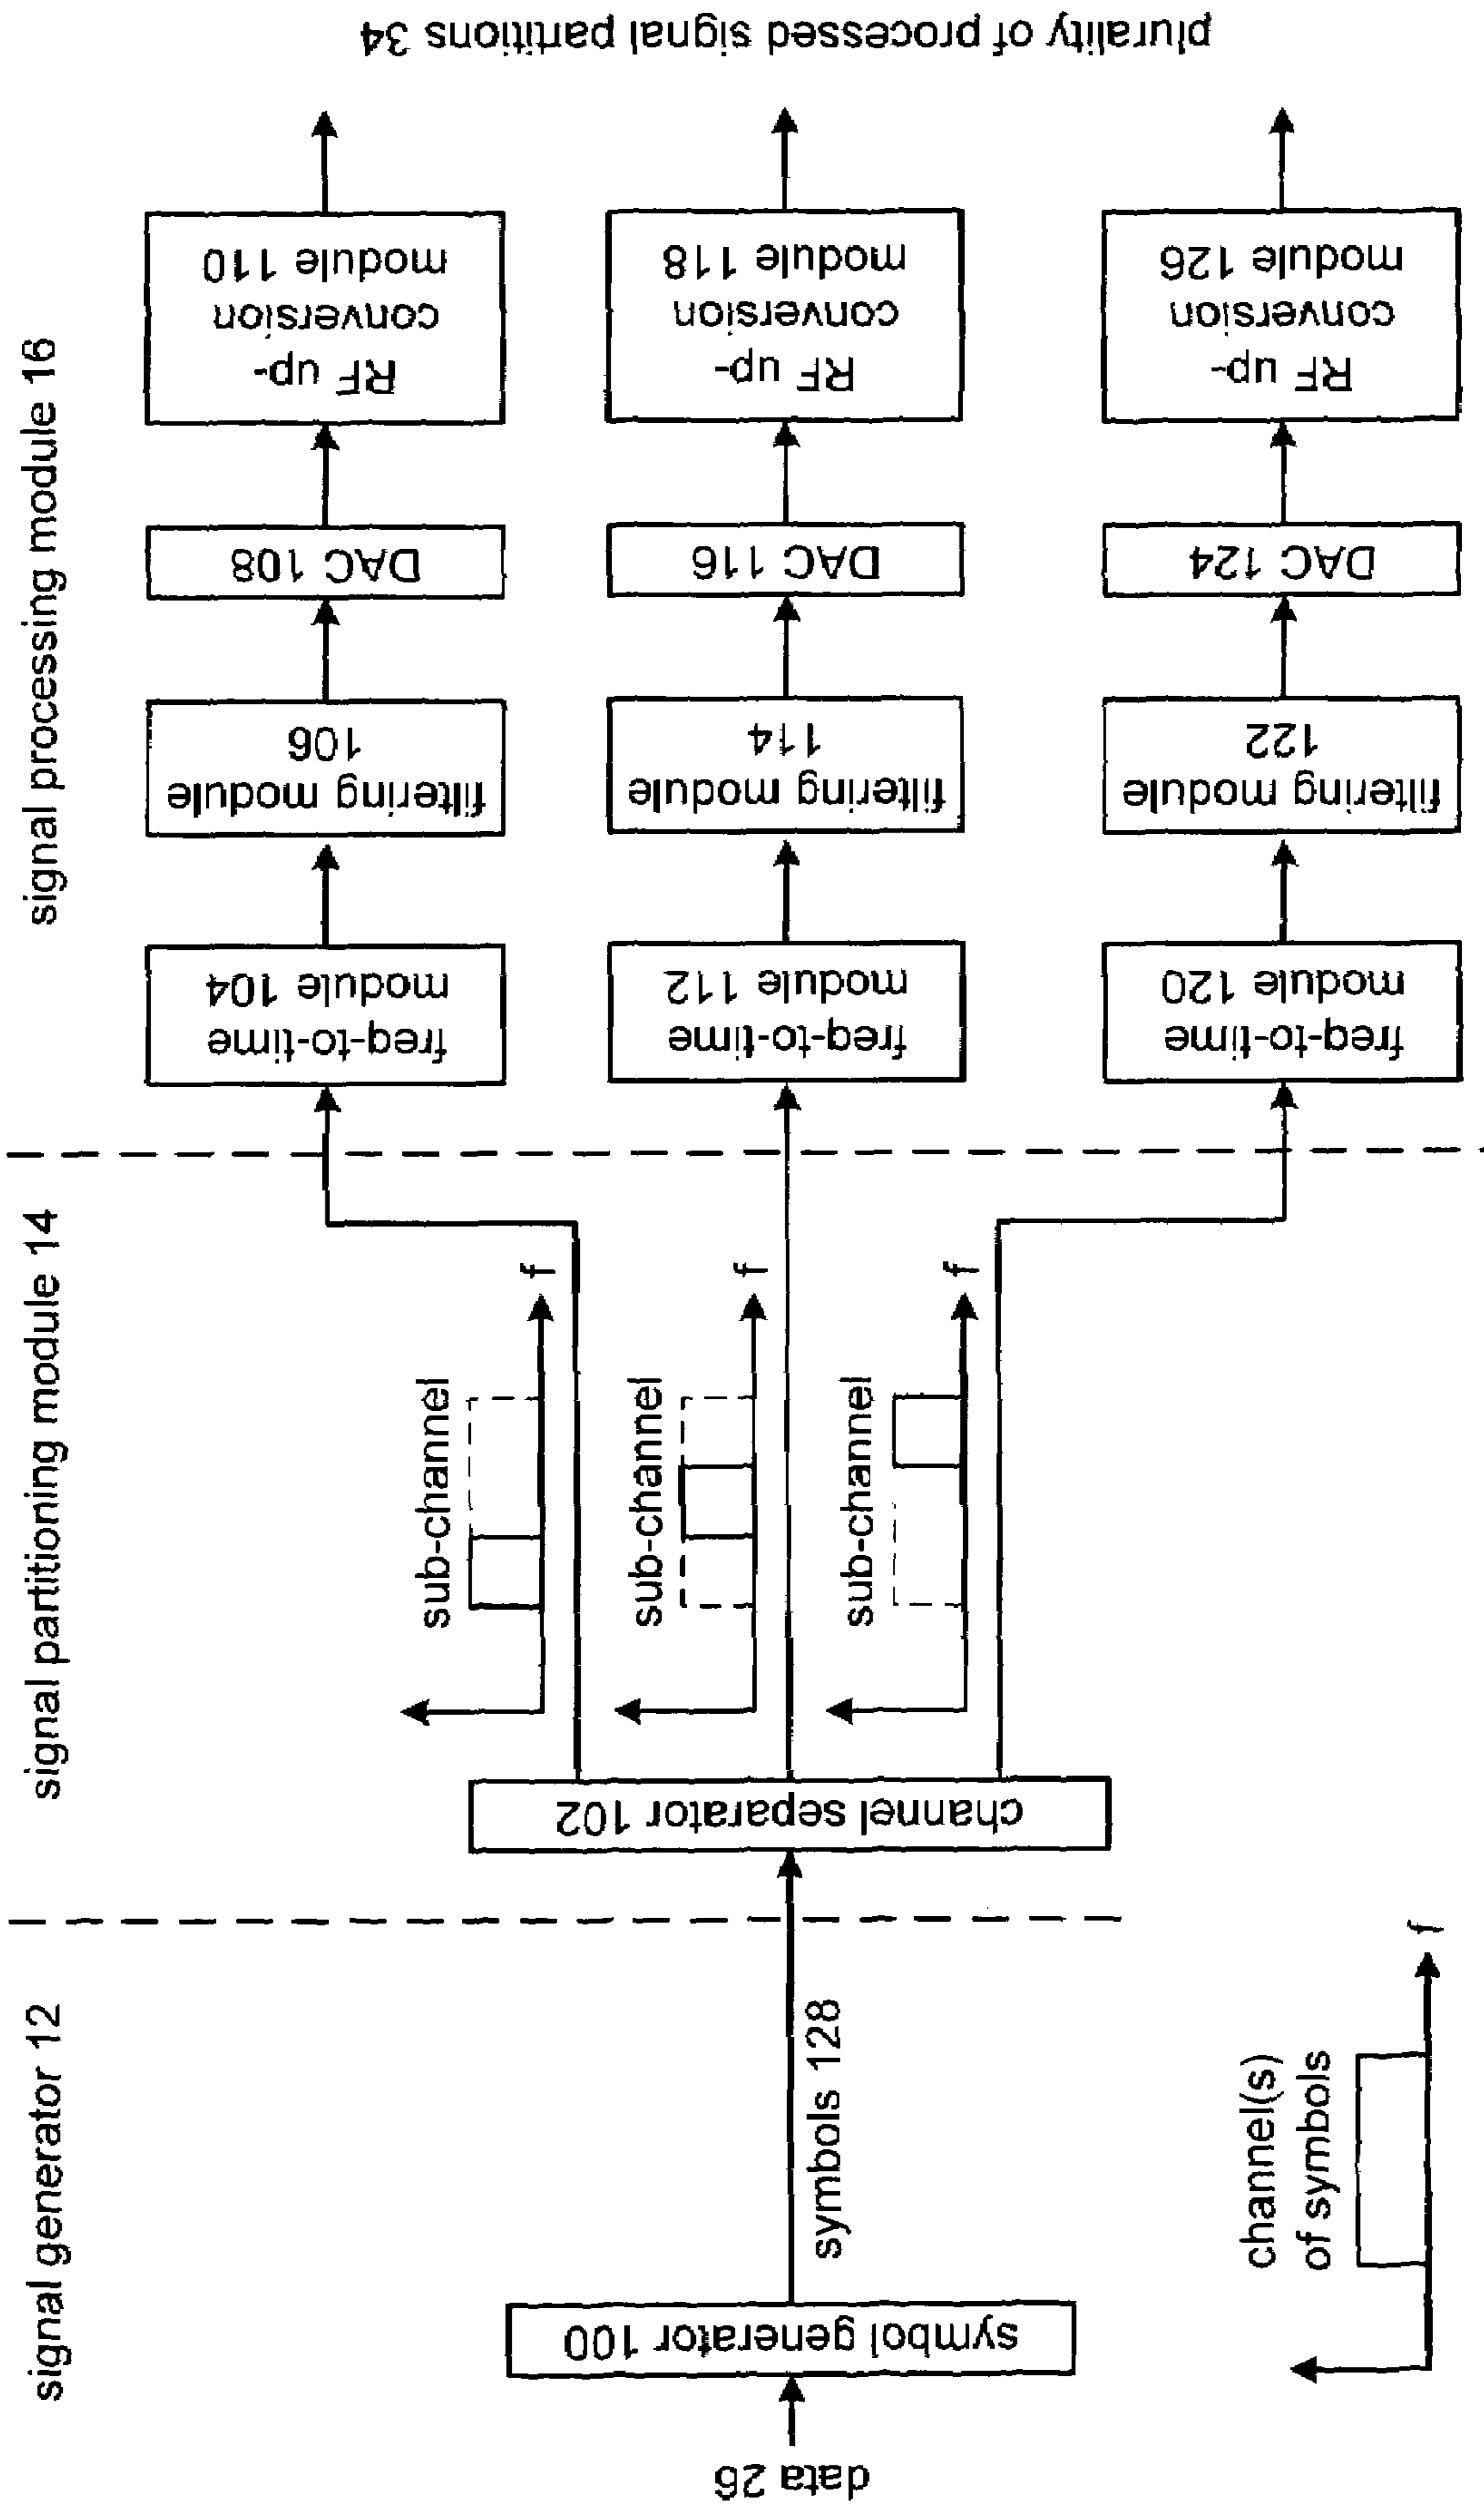 signal generator 12
signal partitioning module 14
signal processing module 16
data 26
symbol generator 100
symbols 128
channel(s)
of symbols
f
channel separator 102
sub-channel
f
sub-channel
f
sub-channel
f
freq-to-time
module 104
filtering module
106
DAC 108
RF up-
conversion
module 110
freq-to-time
module 112
filtering module
114
DAC 116
RF up-
conversion
module 118
freq-to-time
module 120
filtering module
122
DAC 124
RF up-
conversion
module 126
plurality of processed signal partitions 34